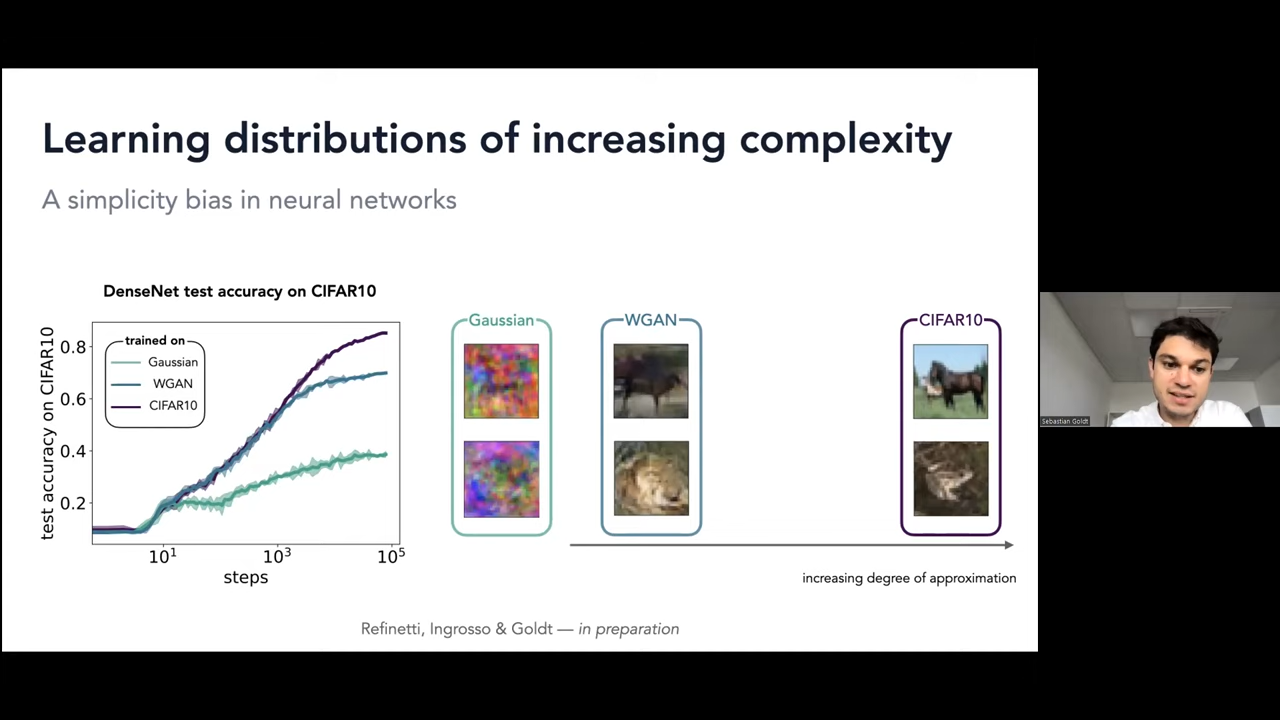 Learning distributions of increasing complexity
A simplicity bias in neural networks
DenseNet test accuracy on CIFAR10
test accuracy on CIFAR10
0.8
0.6
0.4
0.2
trained on
Gaussian
WGAN
CIFAR10
10¹
10³
10⁵
steps
Gaussian
WGAN
CIFAR10
increasing degree of approximation
Refinetti, Ingrosso & Goldt — in preparation
Sebastian Goldt